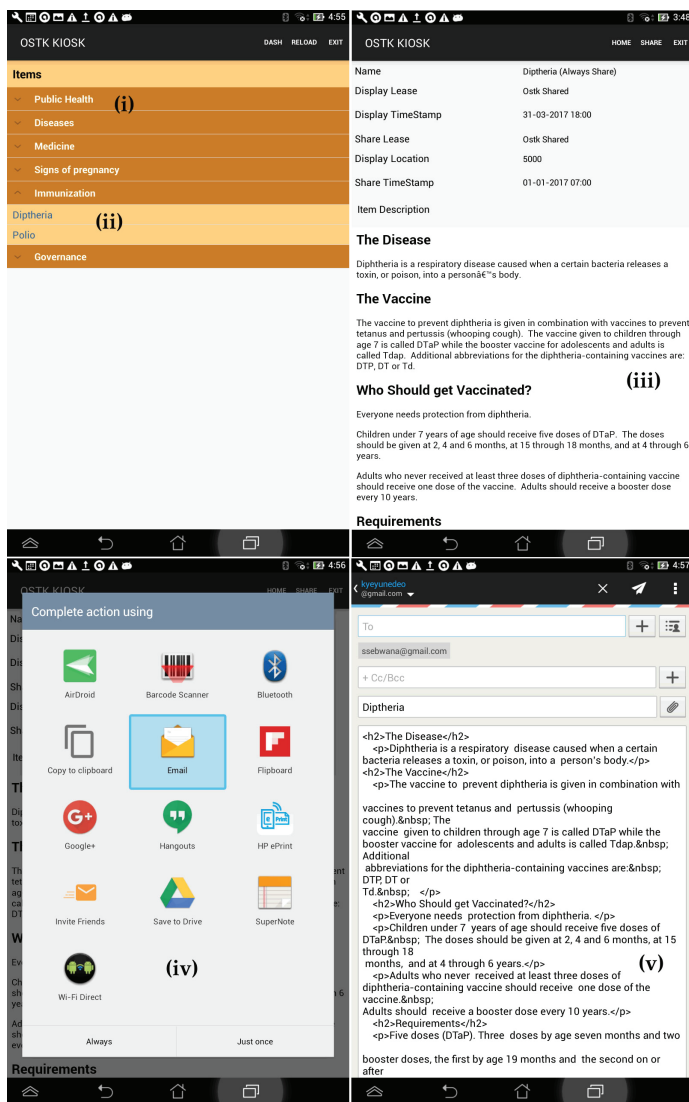 4:55
OSTK KIOSK
DASH RELOAD EXIT
Items
Public Health
(i)
Diseases
Medicine
Signs of pregnancy
Immunization
Diptheria
(ii)
Polio
Governance
3:48
OSTK KIOSK
HOME SHARE EXIT
Name Diptheria (Always Share)
Display Lease Ostk Shared
Display TimeStamp 31-03-2017 18:00
Share Lease Ostk Shared
Display Location 5000
Share TimeStamp 01-01-2017 07:00
Item Description
The Disease
Diphtheria is a respiratory disease caused when a certain bacteria releases a
toxin, or poison, into a personâ€™s body.
The Vaccine
The vaccine to prevent diphtheria is given in combination with vaccines to prevent
tetanus and pertussis (whooping cough). The vaccine given to children through
age 7 is called DTaP while the booster vaccine for adolescents and adults is
called Tdap. Additional abbreviations for the diphtheria-containing vaccines are:
DTP, DT or Td.
(iii)
Who Should get Vaccinated?
Everyone needs protection from diphtheria.
Children under 7 years of age should receive five doses of DTaP. The doses
should be given at 2, 4 and 6 months, at 15 through 18 months, and at 4 through 6
years.
Adults who never received at least three doses of diphtheria-containing vaccine
should receive one dose of the vaccine. Adults should receive a booster dose
every 10 years.
Requirements
4:56
OSTK KIOSK
HOME SHARE EXIT
Complete action using
AirDroid
Barcode Scanner
Bluetooth
Copy to clipboard
Email
Flipboard
Google+
Hangouts
HP ePrint
Invite Friends
Save to Drive
SuperNote
Wi-Fi Direct
(iv)
Always
Just once
Requirements
4:57
kyeyunedeo
@gmail.com
To
ssebwana@gmail.com
+ Cc/Bcc
Diptheria
<h2>The Disease</h2>
<p>Diphtheria is a respiratory disease caused when a certain
bacteria releases a toxin, or poison, into a person's body.</p>
<h2>The Vaccine</h2>
<p>The vaccine to prevent diphtheria is given in combination with
vaccines to prevent tetanus and pertussis (whooping
cough).&nbsp; The
vaccine given to children through age 7 is called DTaP while the
booster vaccine for adolescents and adults is called Tdap.&nbsp;
Additional
abbreviations for the diphtheria-containing vaccines are:&nbsp;
DTP, DT or
Td.&nbsp; </p>
<h2>Who Should get Vaccinated?</h2>
<p>Everyone needs protection from diphtheria. </p>
<p>Children under 7 years of age should receive five doses of
DTaP.&nbsp; The doses should be given at 2, 4 and 6 months, at 15
through 18
months, and at 4 through 6 years.</p>
(v)
<p>Adults who never received at least three doses of
diphtheria-containing vaccine should receive one dose of the
vaccine.&nbsp;
Adults should receive a booster dose every 10 years.</p>
<h2>Requirements</h2>
<p>Five doses (DTaP). Three doses by age seven months and two
booster doses, the first by age 19 months and the second on or
after